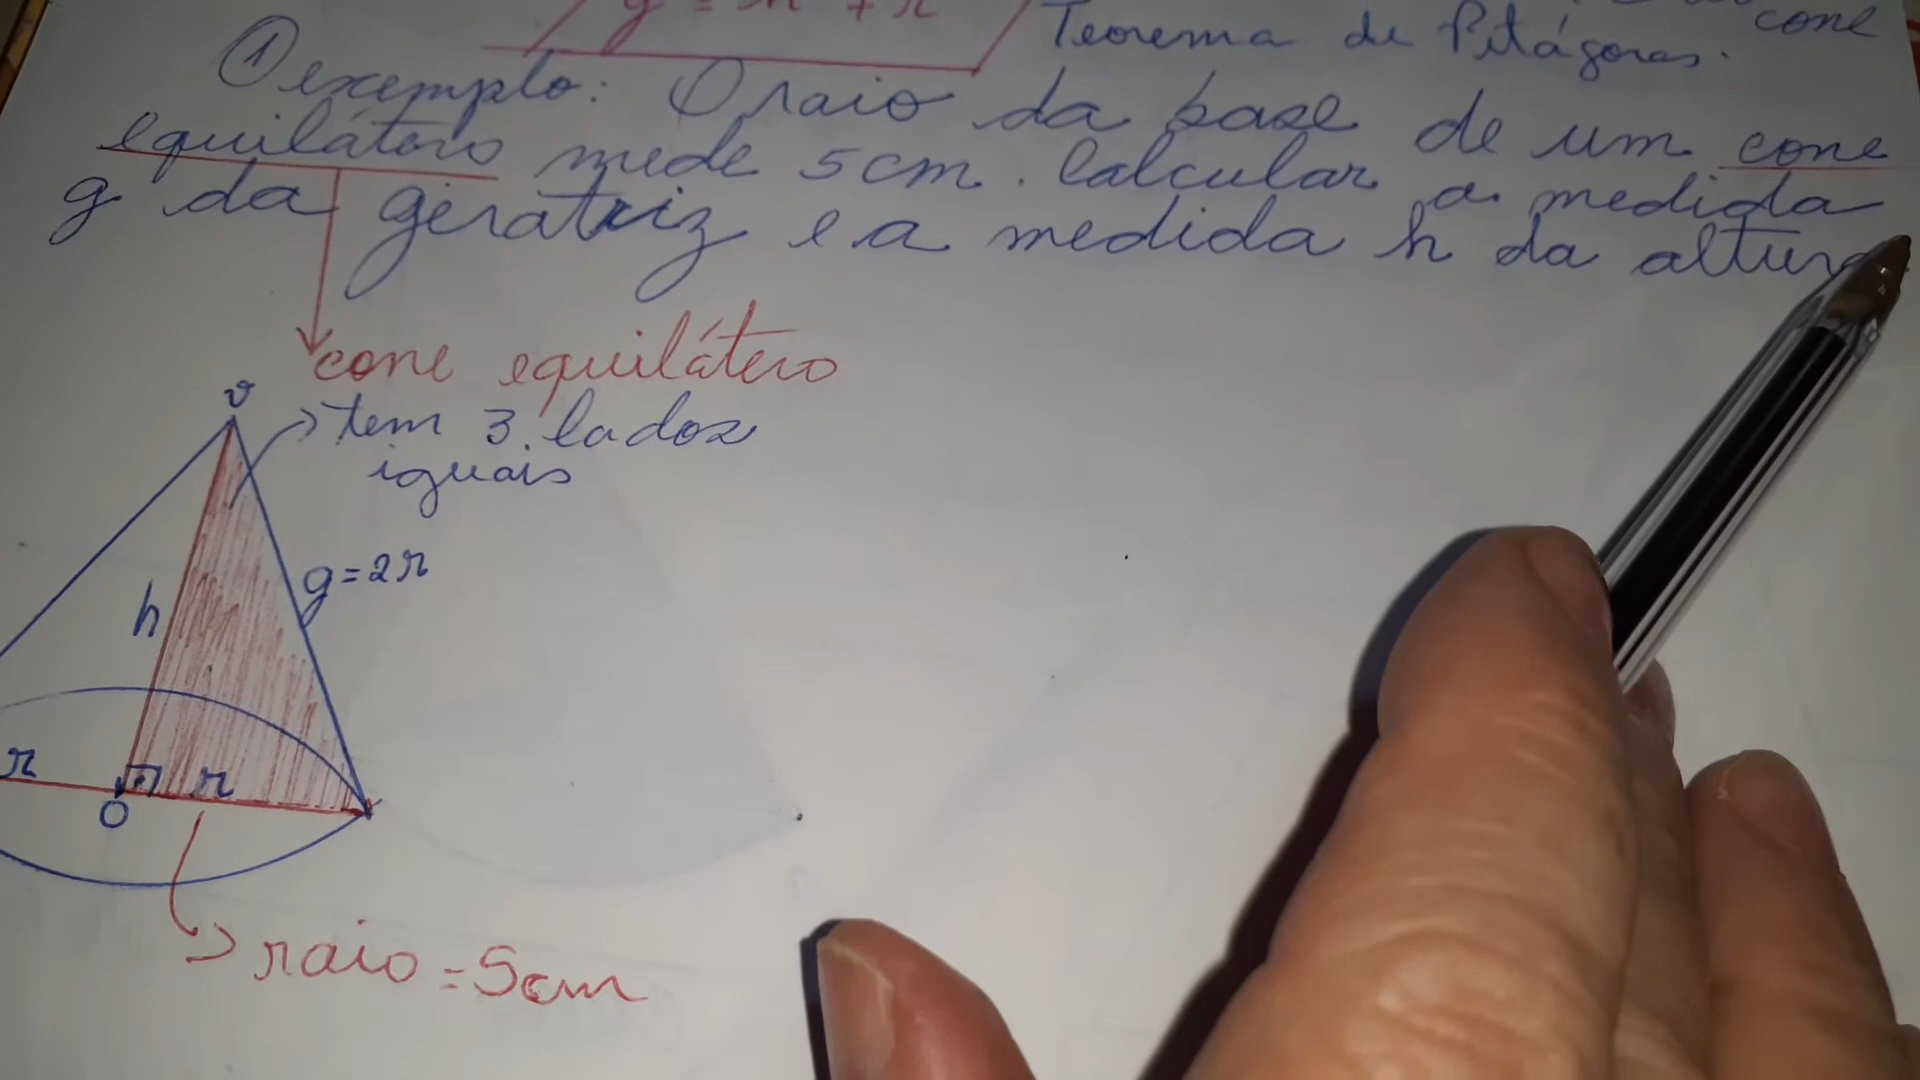 cone
Teorema de Pitágoras.
① exemplo: O raio da base de um cone
equilátero mede 5cm. Calcular a medida
g da geratriz e a medida h da altura
cone equilátero
v
tem 3 lados
iguais
g=2r
h
r
r
O
raio = 5cm